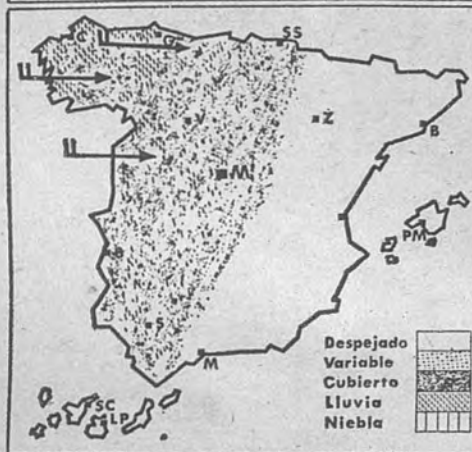 C
G
SS
V
Z
B
M
PM
B
S
M
SC
LP
Despejado
Variable
Cubierto
Lluvia
Niebla